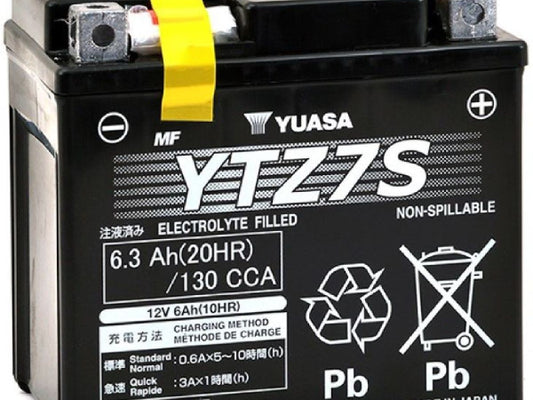 MF
YUASA
YTZ7S
注液済み ELECTROLYTE FILLED
NON-SPILLABLE
6.3 Ah(20HR)
/130 CCA
12V 6Ah(10HR)
充電方法 CHARGING METHOD
MÉTHODE DE CHARGE
標準 Standard Normal : 0.6A×5~10時間(h)
急速 Quick Rapide : 3A×1時間(h)
Pb
Pb
IN JAPAN